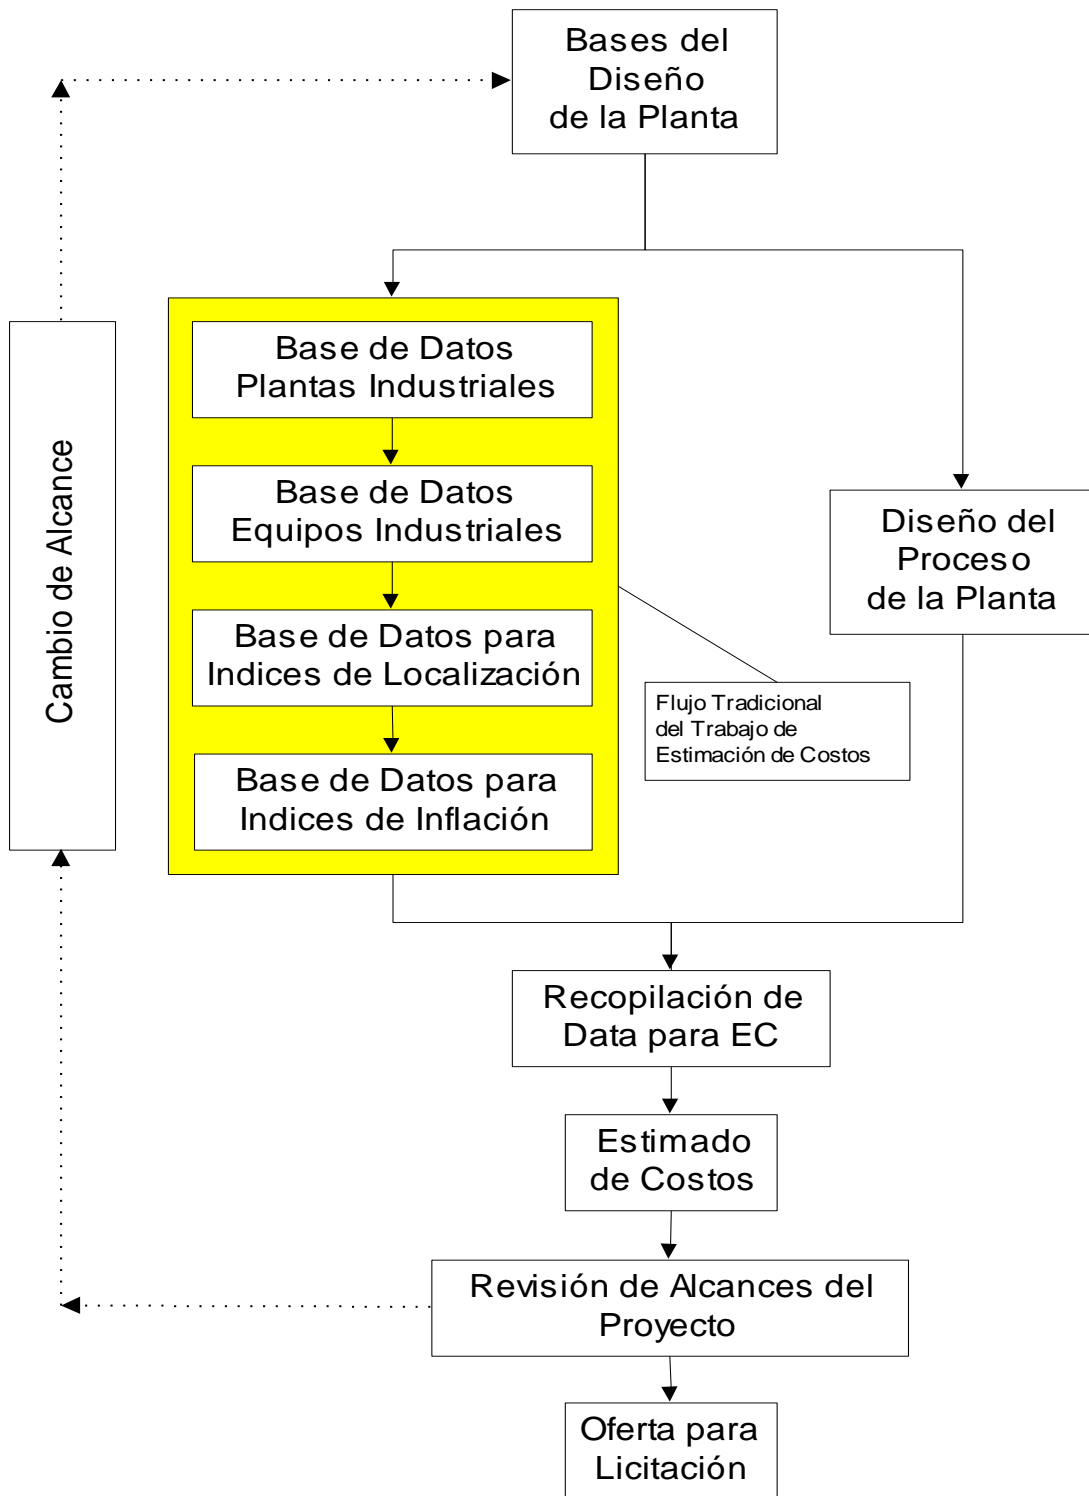 Bases del
Diseño
de la Planta
Base de Datos
Plantas Industriales
Base de Datos
Equipos Industriales
Base de Datos para
Indices de Localización
Base de Datos para
Indices de Inflación
Cambio de Alcance
Diseño del
Proceso
de la Planta
Flujo Tradicional
del Trabajo de
Estimación de Costos
Recopilación de
Data para EC
Estimado
de Costos
Revisión de Alcances del
Proyecto
Oferta para
Licitación